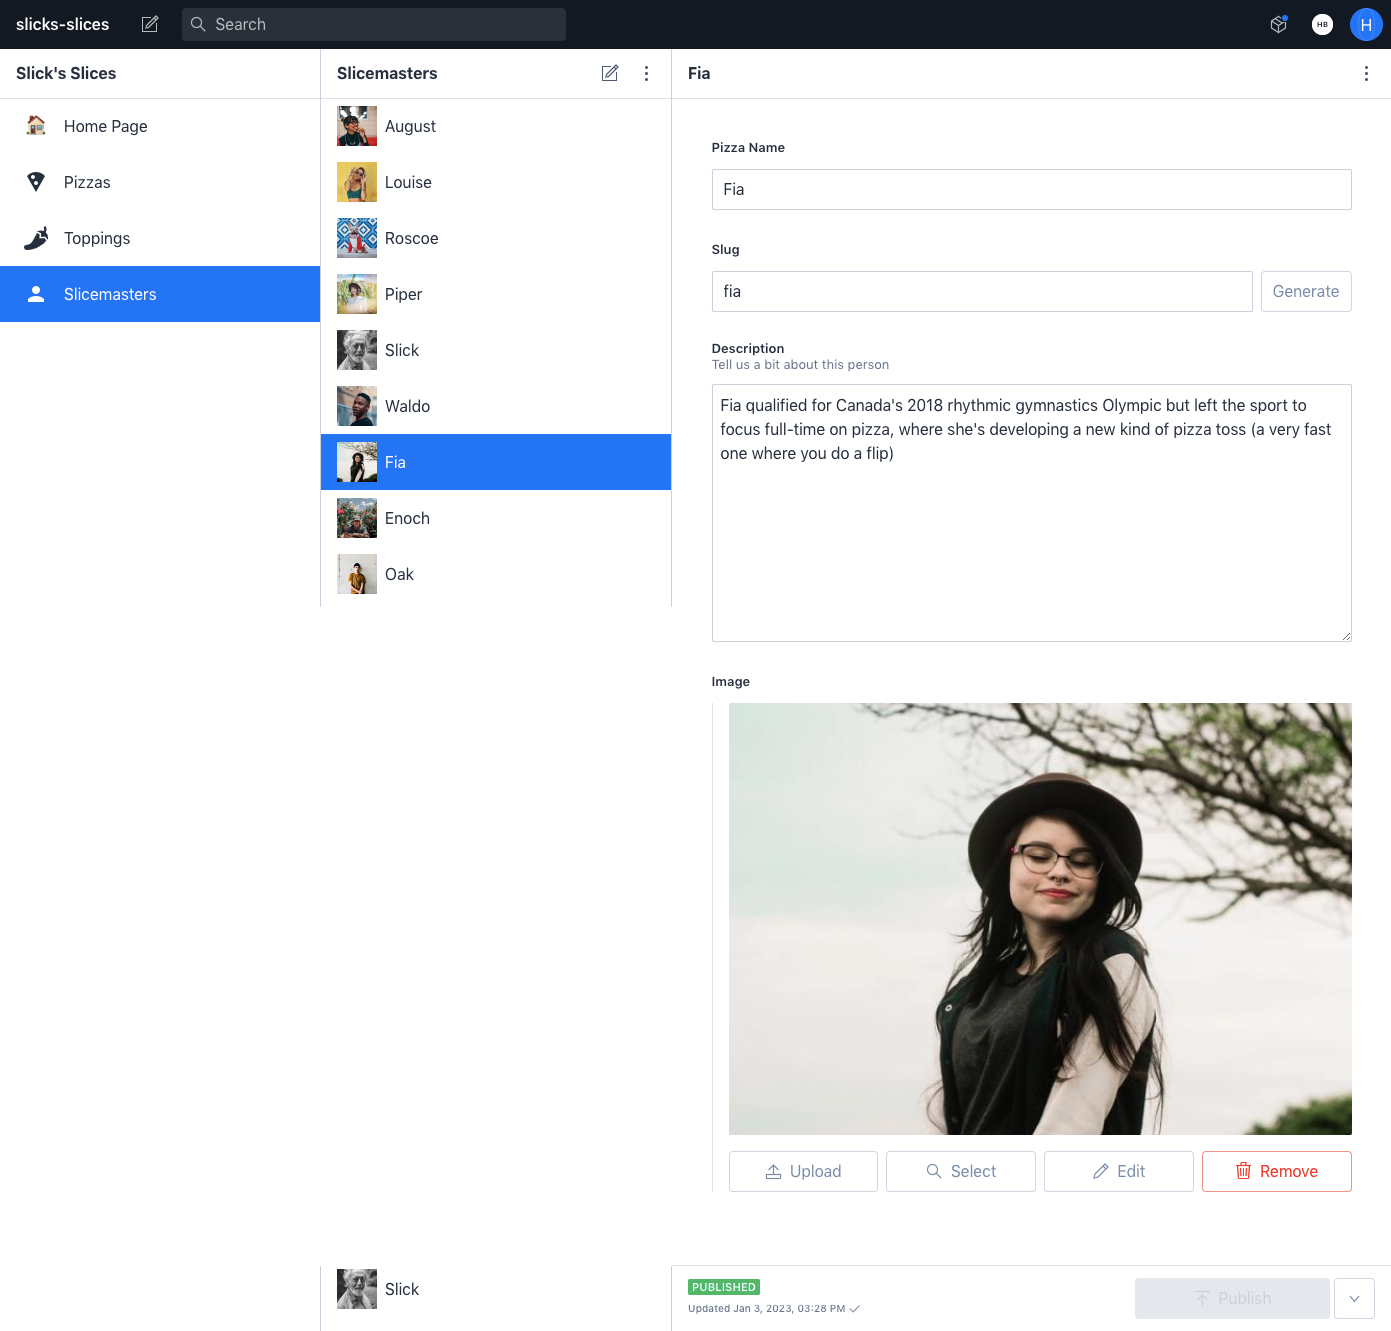 slicks-slices
Search
HB
H
Slick's Slices
Slicemasters
Fia
Home Page
Pizzas
Toppings
Slicemasters
August
Louise
Roscoe
Piper
Slick
Waldo
Fia
Enoch
Oak
Pizza Name
Fia
Slug
fia
Generate
Description
Tell us a bit about this person
Fia qualified for Canada's 2018 rhythmic gymnastics Olympic but left the sport to
focus full-time on pizza, where she's developing a new kind of pizza toss (a very fast
one where you do a flip)
Image
Upload
Select
Edit
Remove
Slick
PUBLISHED
Updated Jan 3, 2023, 03:28 PM
Publish